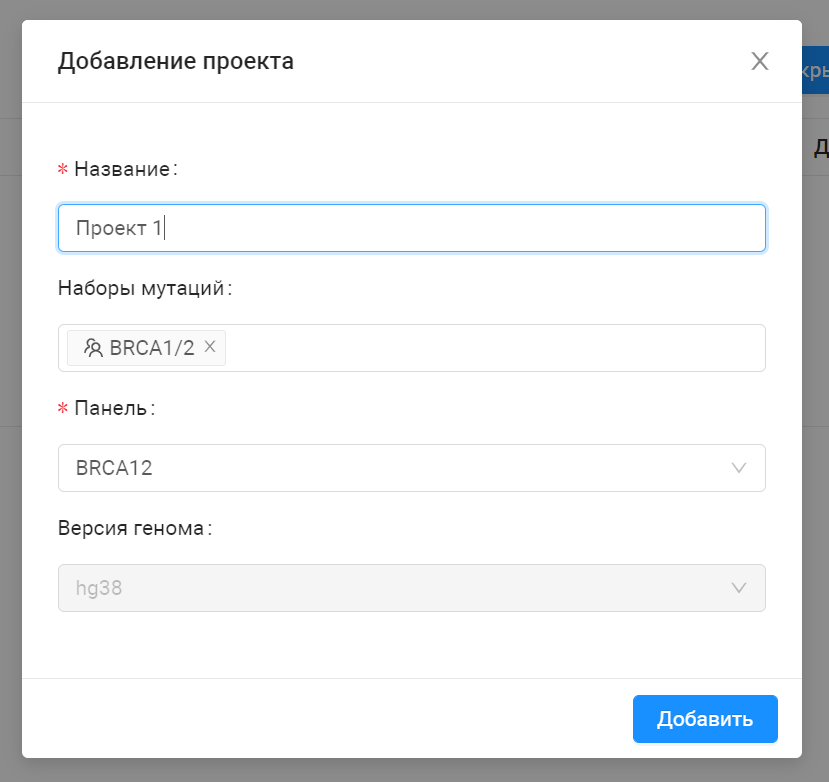 Добавление проекта
* Название:
Проект 1
Наборы мутаций:
BRCA1/2
* Панель:
BRCA12
Версия генома:
hg38
Добавить